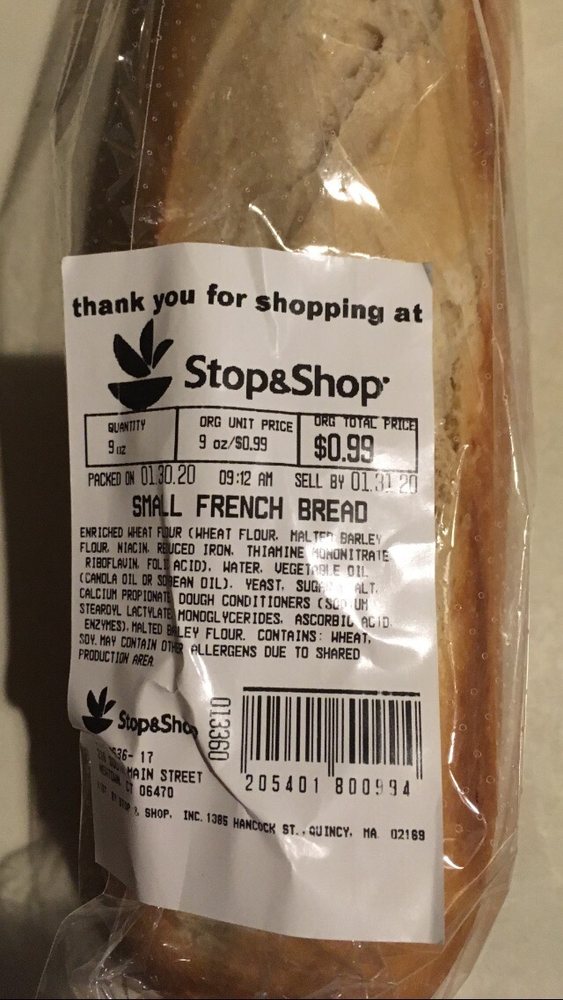 thank you for shopping at
Stop&Shop
QUANTITY ORG UNIT PRICE ORG TOTAL PRICE
9 oz 9 oz/$0.99 $0.99
PACKED ON 01.30.20 09:12 AM SELL BY 01.31.20
SMALL FRENCH BREAD
ENRICHED WHEAT FLOUR (WHEAT FLOUR, MALTED BARLEY
FLOUR, NIACIN, REDUCED IRON, THIAMINE MONONITRATE
RIBOFLAVIN, FOLIC ACID), WATER, VEGETABLE OIL
(CANOLA OIL OR SOYBEAN OIL), YEAST, SUGAR, SALT,
CALCIUM PROPIONATE, DOUGH CONDITIONERS (SODIUM
STEAROYL LACTYLATE, MONOGLYCERIDES, ASCORBIC ACID,
ENZYMES), MALTED BARLEY FLOUR. CONTAINS: WHEAT,
SOY. MAY CONTAIN OTHER ALLERGENS DUE TO SHARED
PRODUCTION AREA
Stop&Shop
013360
36- 17
MAIN STREET
CT 06470
205401 800994
BY STOP & SHOP, INC. 1385 HANCOCK ST., QUINCY, MA 02169